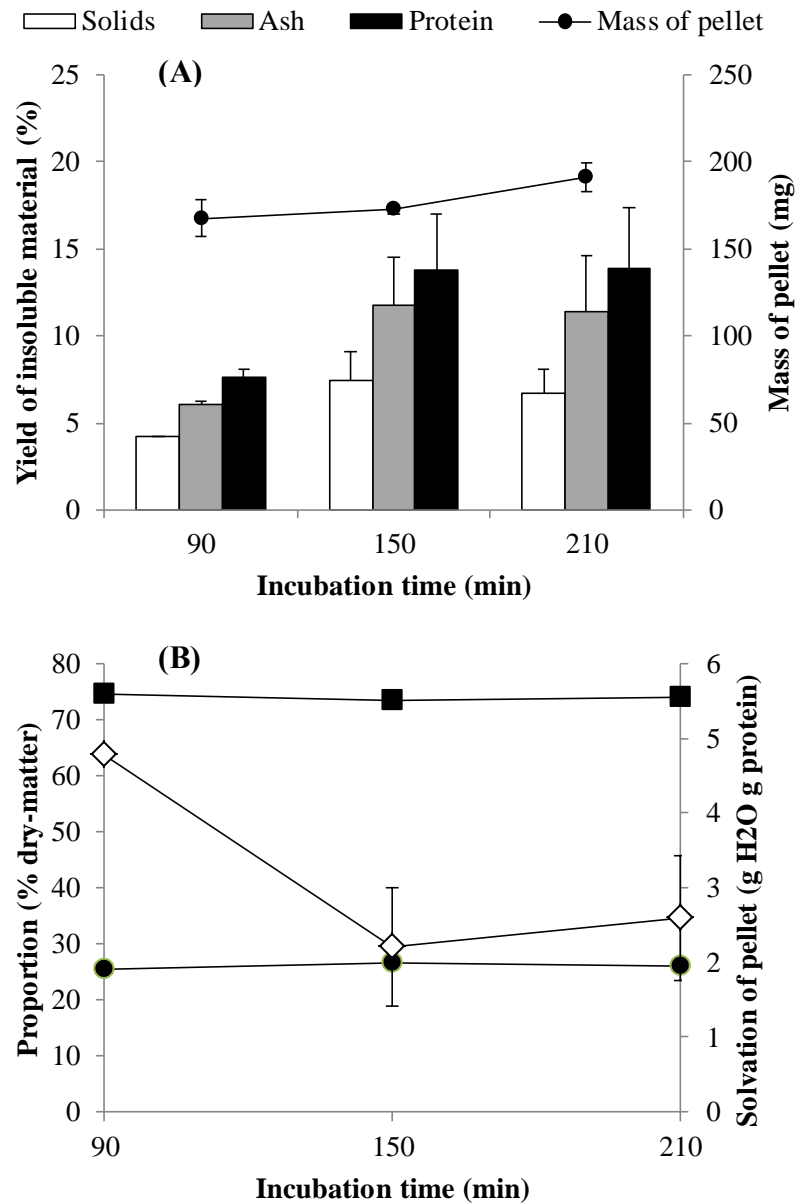 Solids Ash Protein Mass of pellet
(A)
Yield of insoluble material (%)
25
20
15
10
5
0
250
200
150
100
50
0
Mass of pellet (mg)
90 150 210
Incubation time (min)
(B)
Proportion (% dry-matter)
80
70
60
50
40
30
20
10
0
6
5
4
3
2
1
0
Solvation of pellet (g H2O g protein)
90 150 210
Incubation time (min)